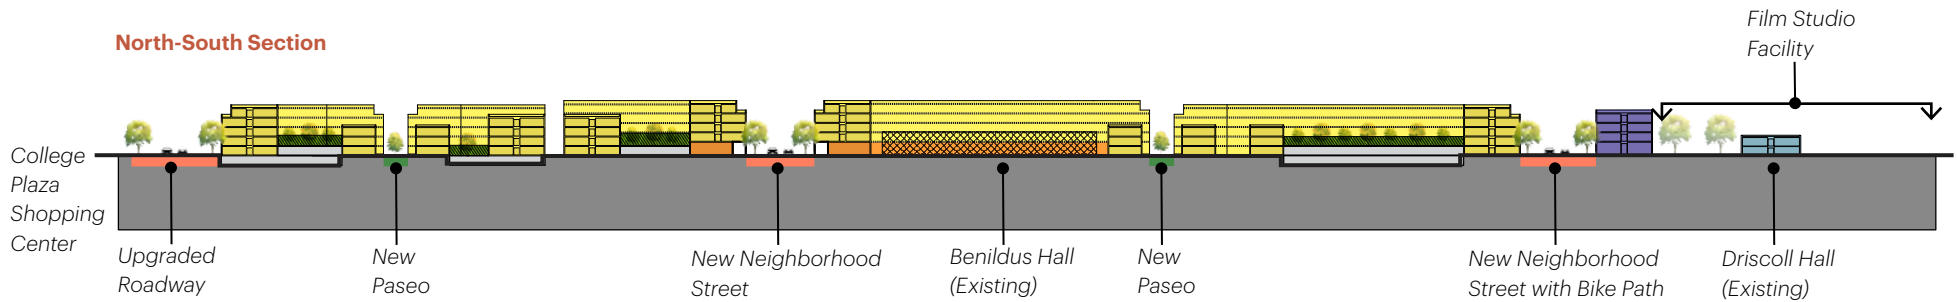 North-South Section
Film Studio
Facility
College
Plaza
Shopping
Center
Upgraded
Roadway
New
Paseo
New Neighborhood
Street
Benildus Hall
(Existing)
New
Paseo
New Neighborhood
Street with Bike Path
Driscoll Hall
(Existing)